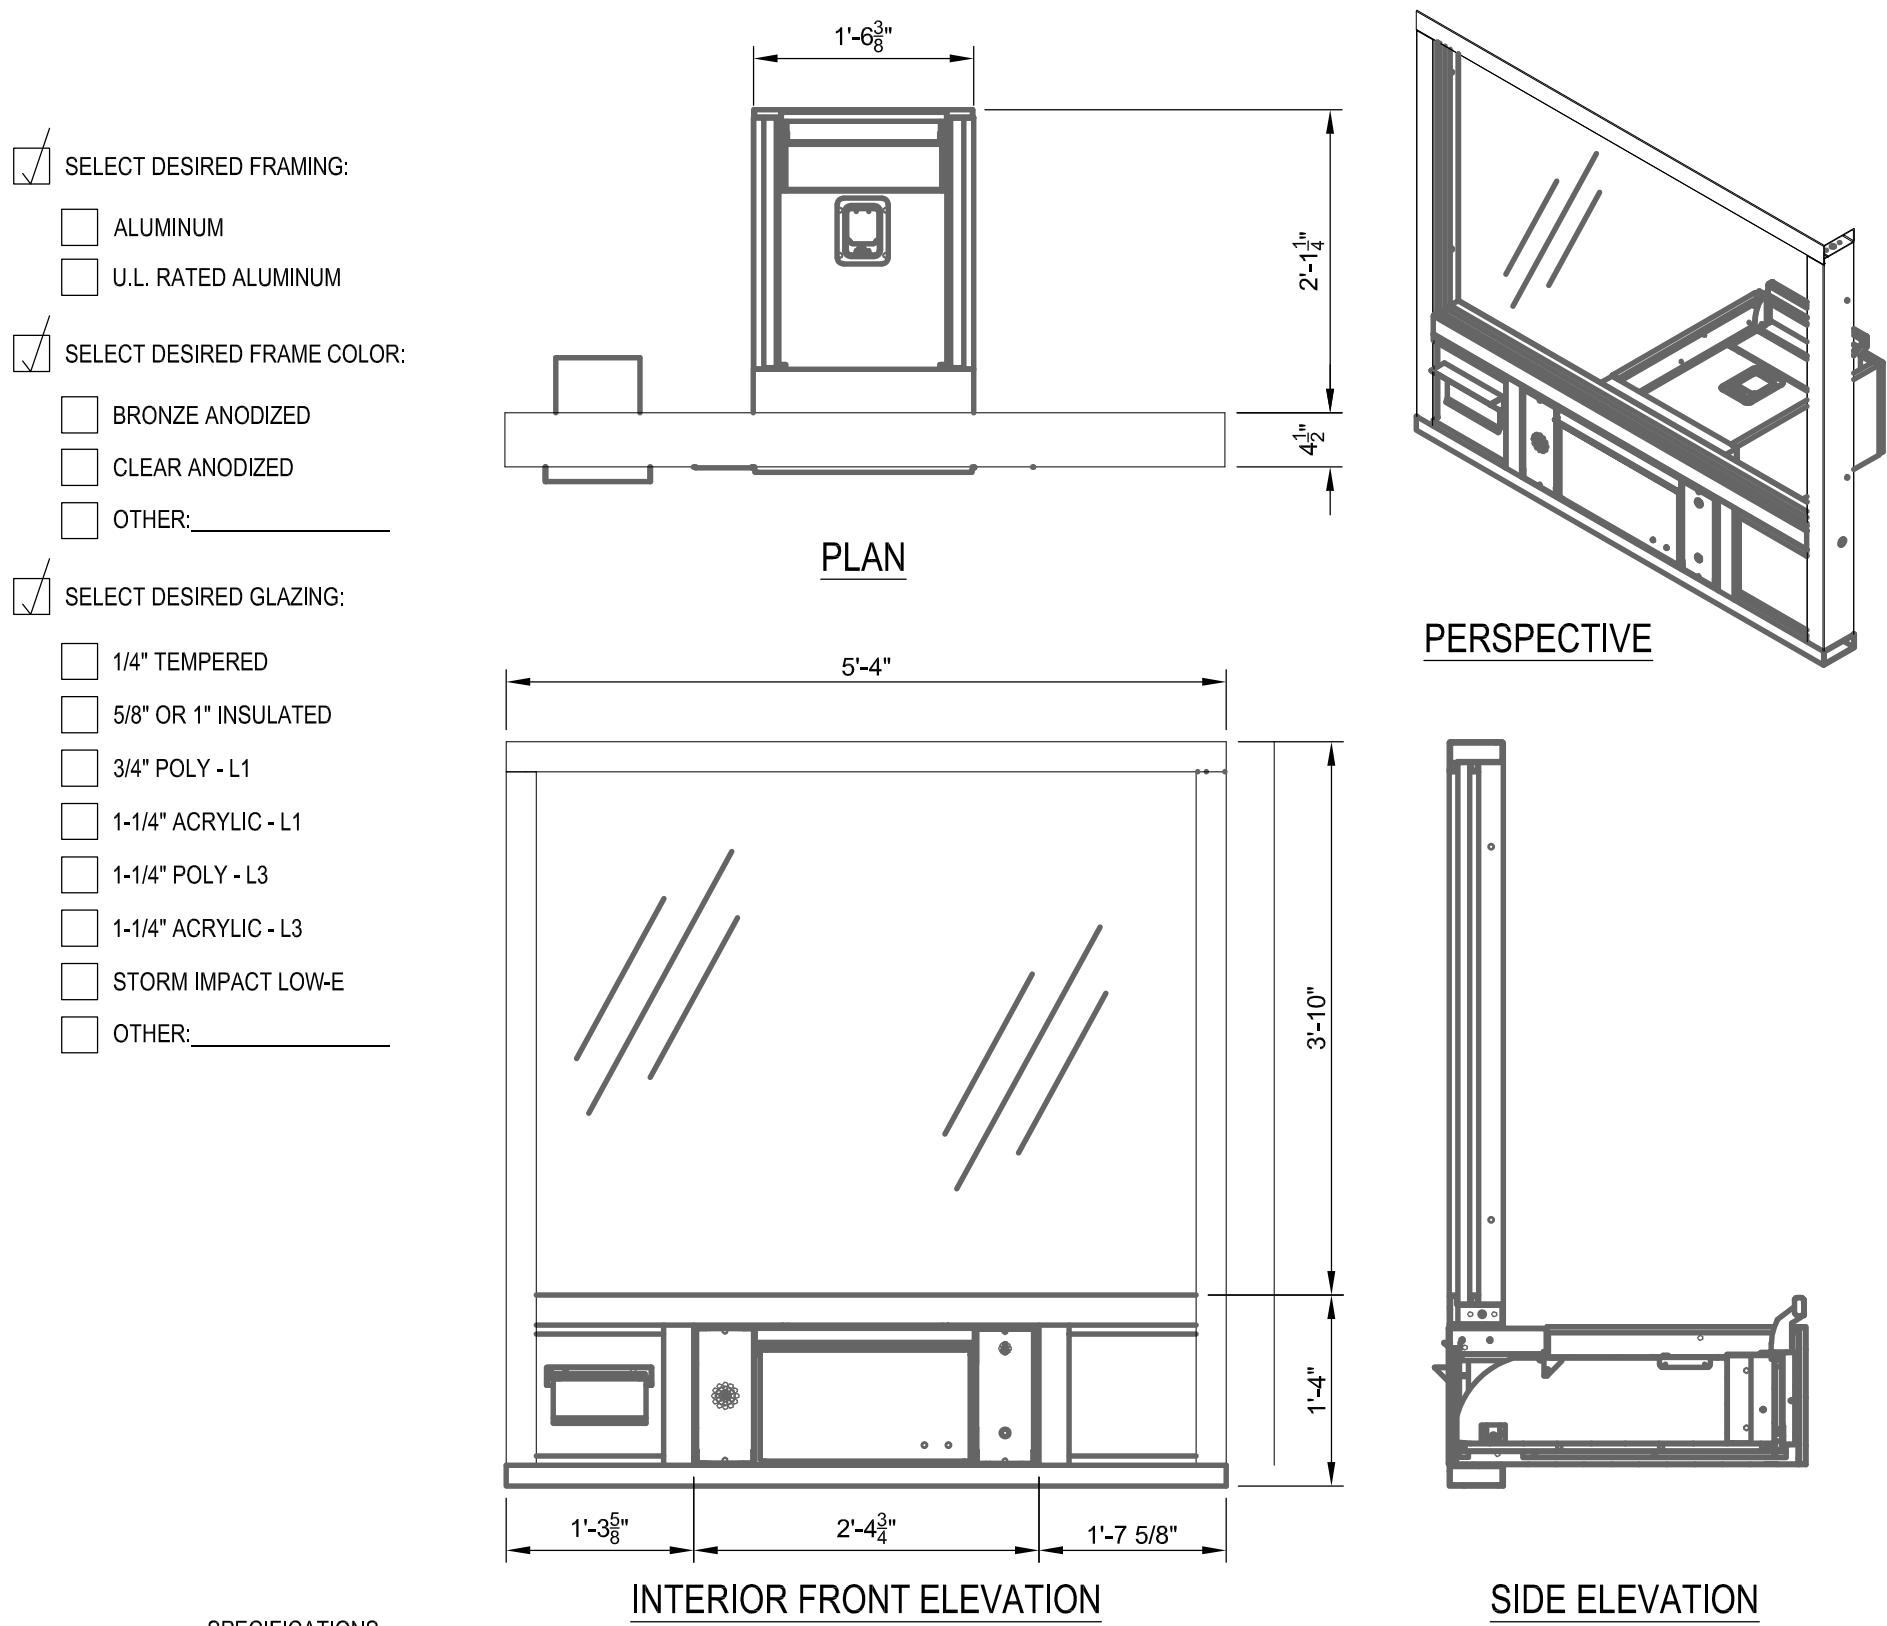 SELECT DESIRED FRAMING:
ALUMINUM
U.L. RATED ALUMINUM
SELECT DESIRED FRAME COLOR:
BRONZE ANODIZED
CLEAR ANODIZED
OTHER:
SELECT DESIRED GLAZING:
1/4" TEMPERED
5/8" OR 1" INSULATED
3/4" POLY - L1
1-1/4" ACRYLIC - L1
1-1/4" POLY - L3
1-1/4" ACRYLIC - L3
STORM IMPACT LOW-E
OTHER:
1'-6 3/8"
2'-1 1/4"
4 1/2"
PLAN
PERSPECTIVE
5'-4"
3'-10"
1'-4"
1'-3 5/8"
2'-4 3/4"
1'-7 5/8"
INTERIOR FRONT ELEVATION
SIDE ELEVATION
SPECIFICATIONS